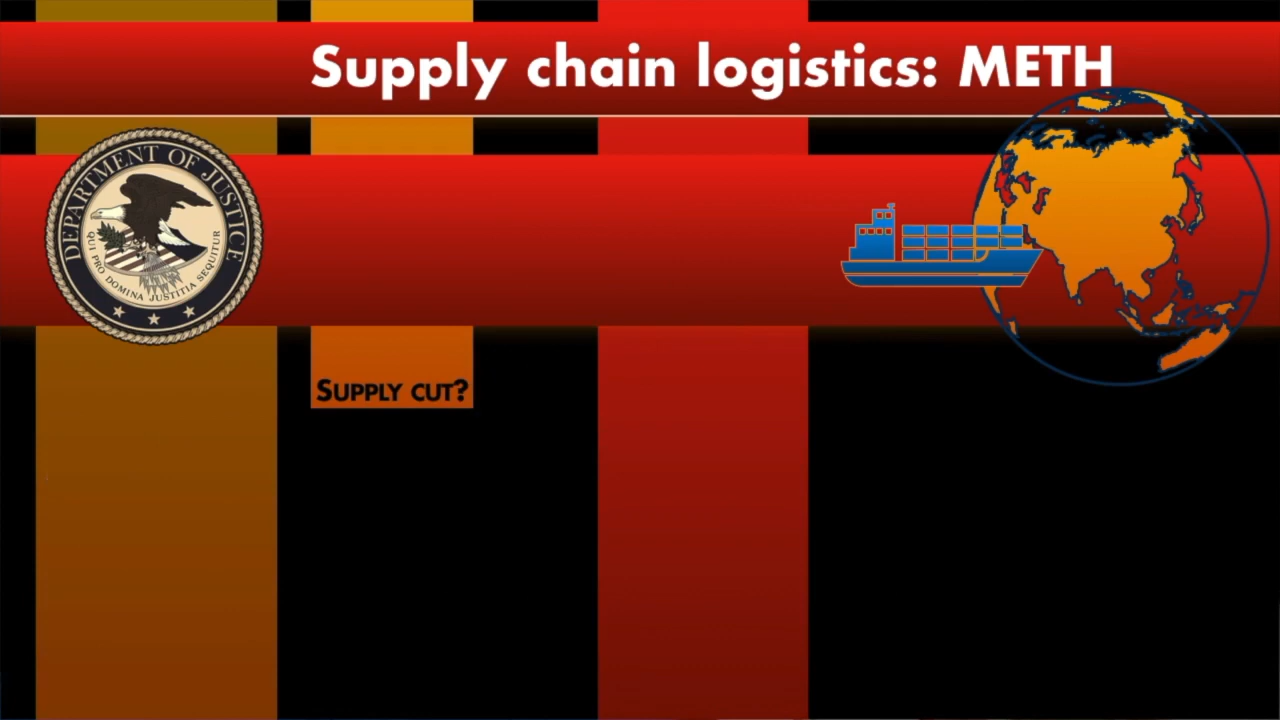 Supply chain logistics: METH
DEPARTMENT OF JUSTICE
QUI PRO DOMINA JUSTITIA SEQUITUR
SUPPLY CUT?